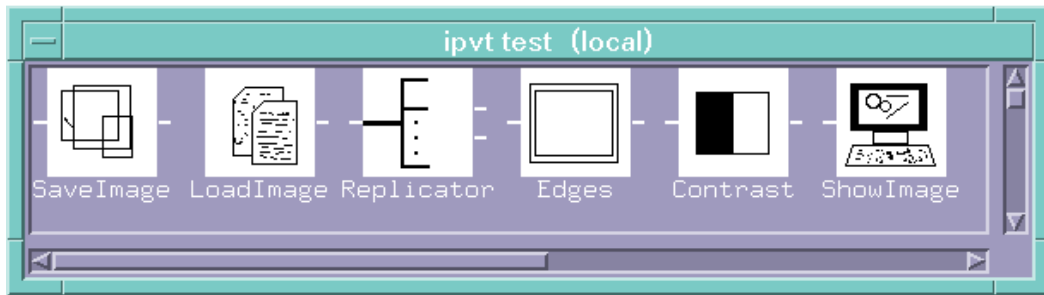 ipvt test (local)
SaveImage LoadImage Replicator Edges Contrast ShowImage